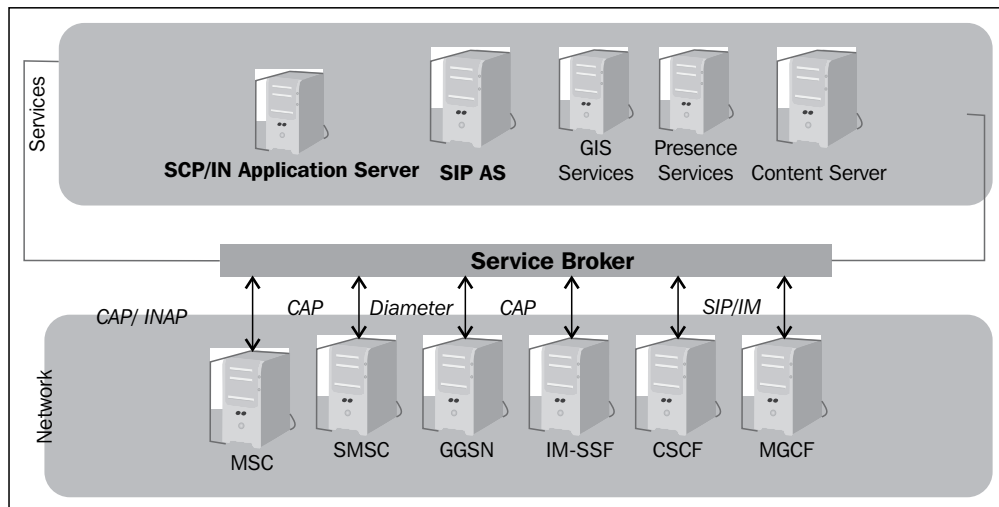 Services
SCP/IN Application Server
SIP AS
GIS
Services
Presence
Services
Content Server
Service Broker
CAP/ INAP
CAP
Diameter
CAP
SIP/IM
Network
MSC
SMSC
GGSN
IM-SSF
CSCF
MGCF